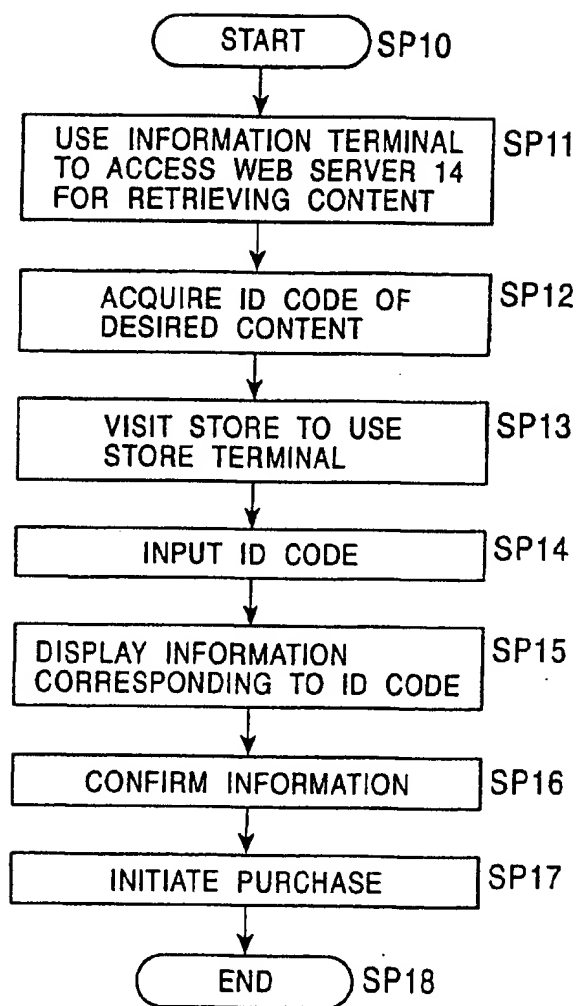 START SP10
USE INFORMATION TERMINAL SP11
TO ACCESS WEB SERVER 14
FOR RETRIEVING CONTENT
ACQUIRE ID CODE OF SP12
DESIRED CONTENT
VISIT STORE TO USE SP13
STORE TERMINAL
INPUT ID CODE SP14
DISPLAY INFORMATION SP15
CORRESPONDING TO ID CODE
CONFIRM INFORMATION SP16
INITIATE PURCHASE SP17
END SP18